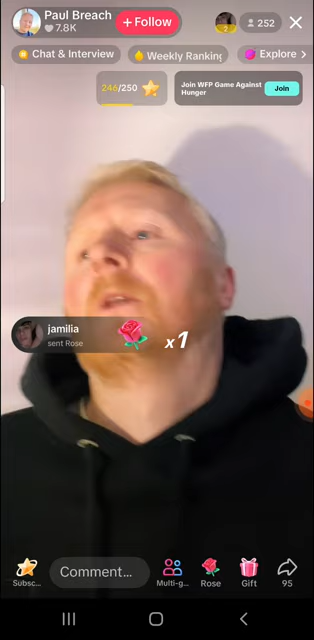 Paul Breach
7.8K
+ Follow
2
252
Chat & Interview
Weekly Ranking
Explore >
246/250
Join WFP Game Against
Hunger
Join
jamilia
sent Rose
x1
Subsc...
Comment...
Multi-g...
Rose
Gift
95